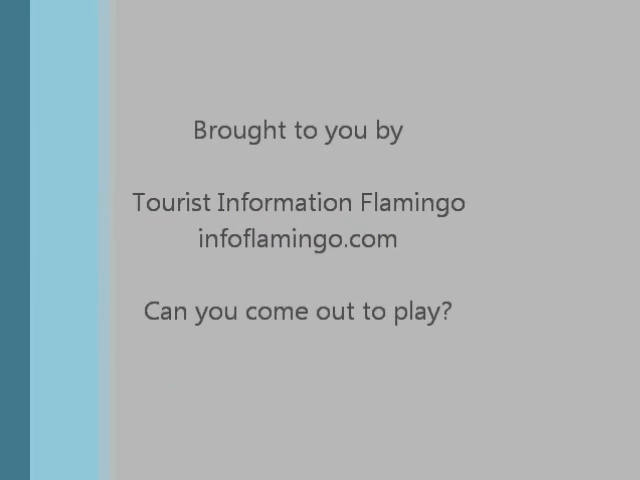 Brought to you by
Tourist Information Flamingo
infoflamingo.com
Can you come out to play?